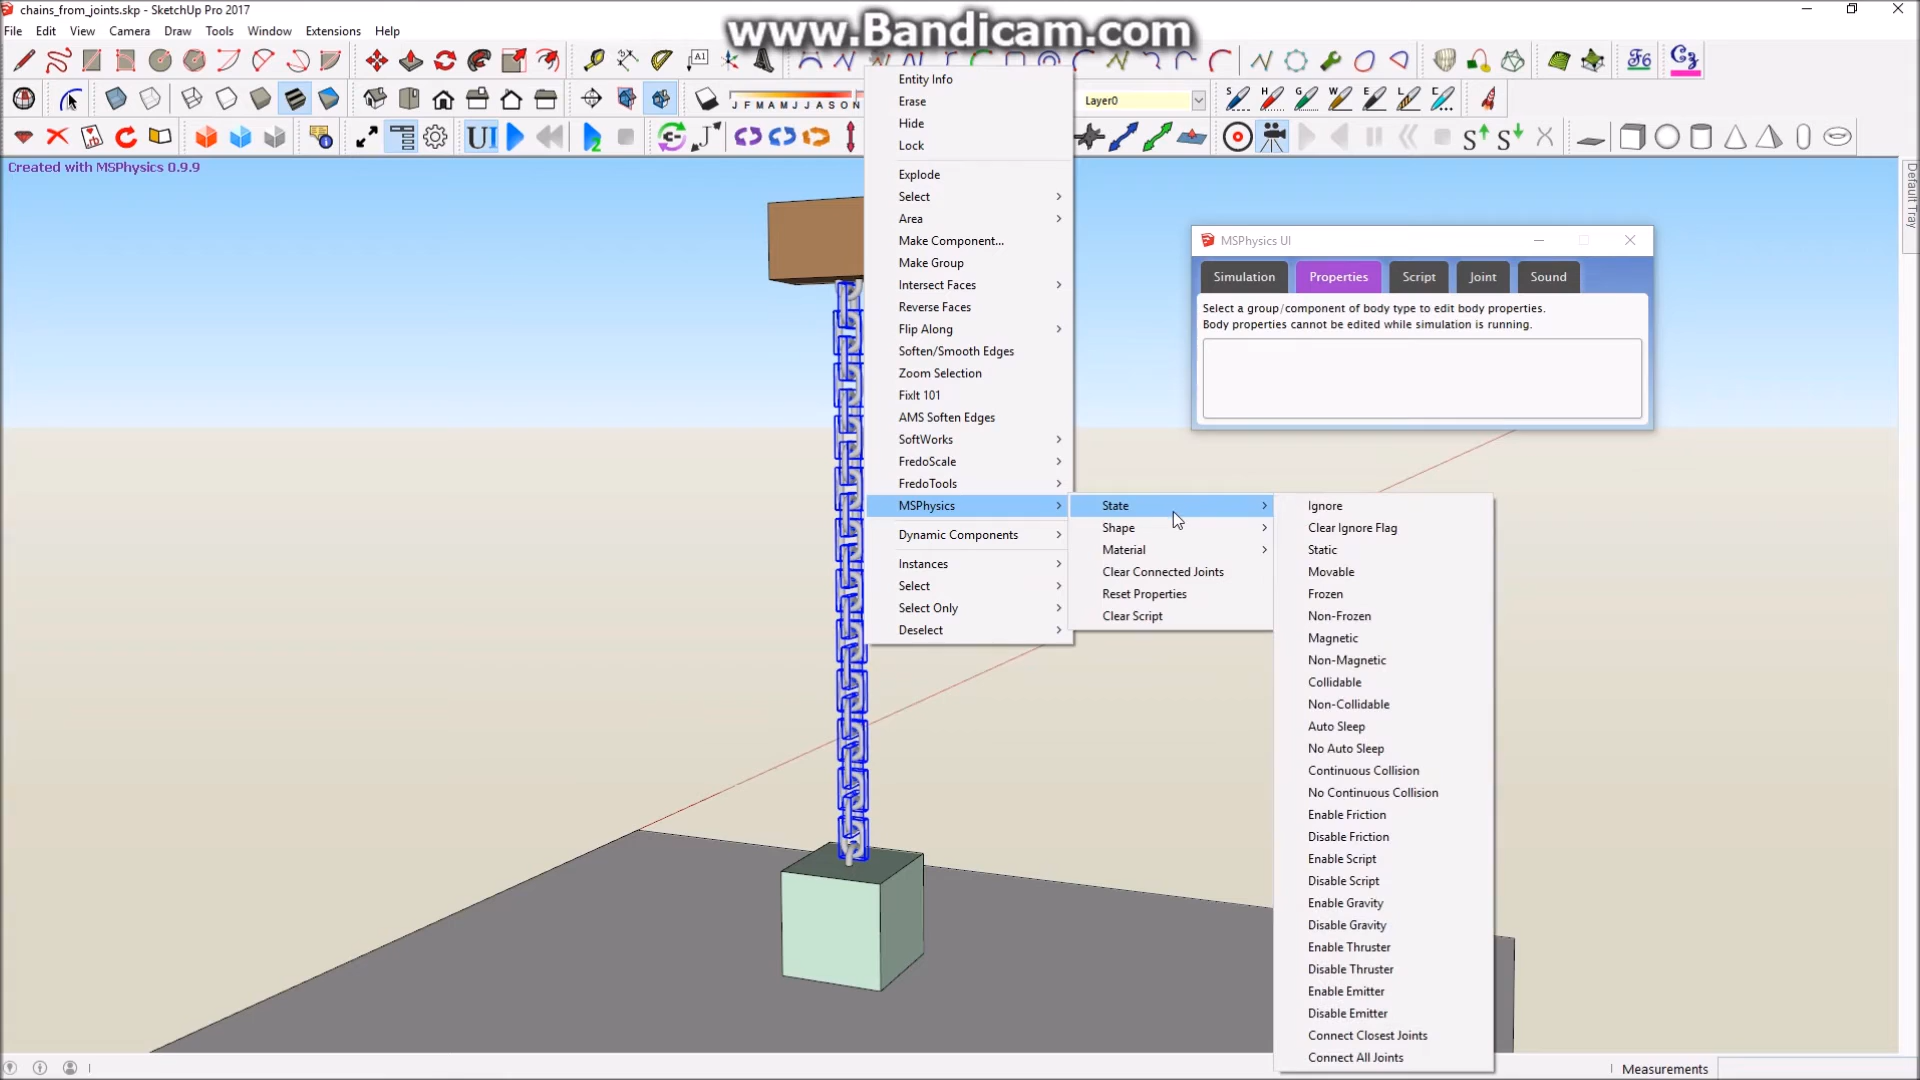 chains_from_joints.skp - SketchUp Pro 2017
www.Bandicam.com
File Edit View Camera Draw Tools Window Extensions Help
A1
J F M A M J J A S O N
Layer0
UI
Created with MSPhysics 0.9.9
Default Tray
Entity Info
Erase
Hide
Lock
Explode
Select
Area
Make Component...
Make Group
Intersect Faces
Reverse Faces
Flip Along
Soften/Smooth Edges
Zoom Selection
FixIt 101
AMS Soften Edges
SoftWorks
FredoScale
FredoTools
MSPhysics
Dynamic Components
Instances
Select
Select Only
Deselect
State
Shape
Material
Clear Connected Joints
Reset Properties
Clear Script
Ignore
Clear Ignore Flag
Static
Movable
Frozen
Non-Frozen
Magnetic
Non-Magnetic
Collidable
Non-Collidable
Auto Sleep
No Auto Sleep
Continuous Collision
No Continuous Collision
Enable Friction
Disable Friction
Enable Script
Disable Script
Enable Gravity
Disable Gravity
Enable Thruster
Disable Thruster
Enable Emitter
Disable Emitter
Connect Closest Joints
Connect All Joints
MSPhysics UI
Simulation Properties Script Joint Sound
Select a group/component of body type to edit body properties.
Body properties cannot be edited while simulation is running.
Measurements